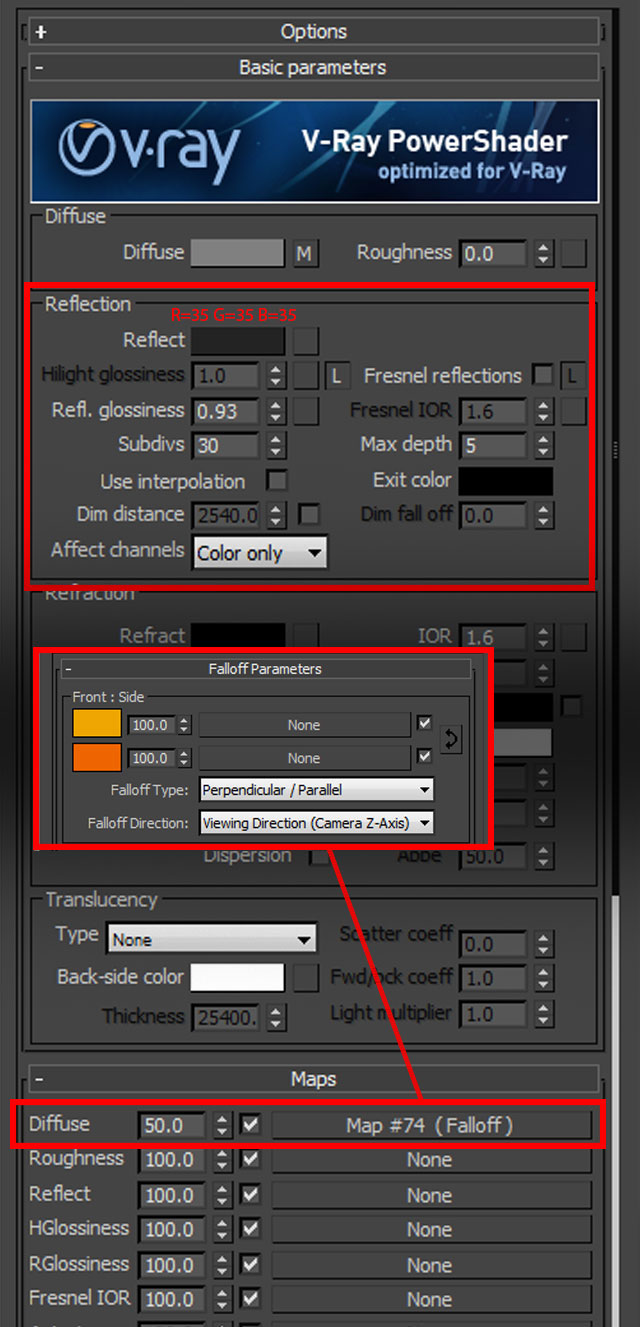 + Options
- Basic parameters
v·ray V-Ray PowerShader
optimized for V-Ray
Diffuse
Diffuse M Roughness 0.0
Reflection
R=35 G=35 B=35
Reflect
Hilight glossiness 1.0 L Fresnel reflections L
Refl. glossiness 0.93 Fresnel IOR 1.6
Subdivs 30 Max depth 5
Use interpolation Exit color
Dim distance 2540.0 Dim fall off 0.0
Affect channels Color only
Refraction
Refract IOR 1.6
- Falloff Parameters
Front : Side
100.0 None
100.0 None
Falloff Type: Perpendicular / Parallel
Falloff Direction: Viewing Direction (Camera Z-Axis)
Dispersion Abbe 50.0
Translucency
Type None Scatter coeff 0.0
Back-side color Fwd/bck coeff 1.0
Thickness 25400. Light multiplier 1.0
- Maps
Diffuse 50.0 Map #74 ( Falloff )
Roughness 100.0 None
Reflect 100.0 None
HGlossiness 100.0 None
RGlossiness 100.0 None
Fresnel IOR 100.0 None